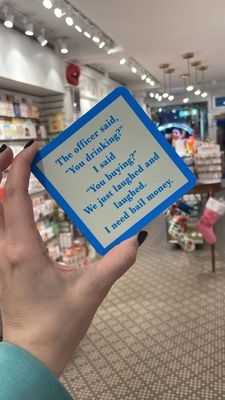 The officer said,
"You drinking?"
I said,
"You buying?"
We just laughed and
laughed.
I need bail money.